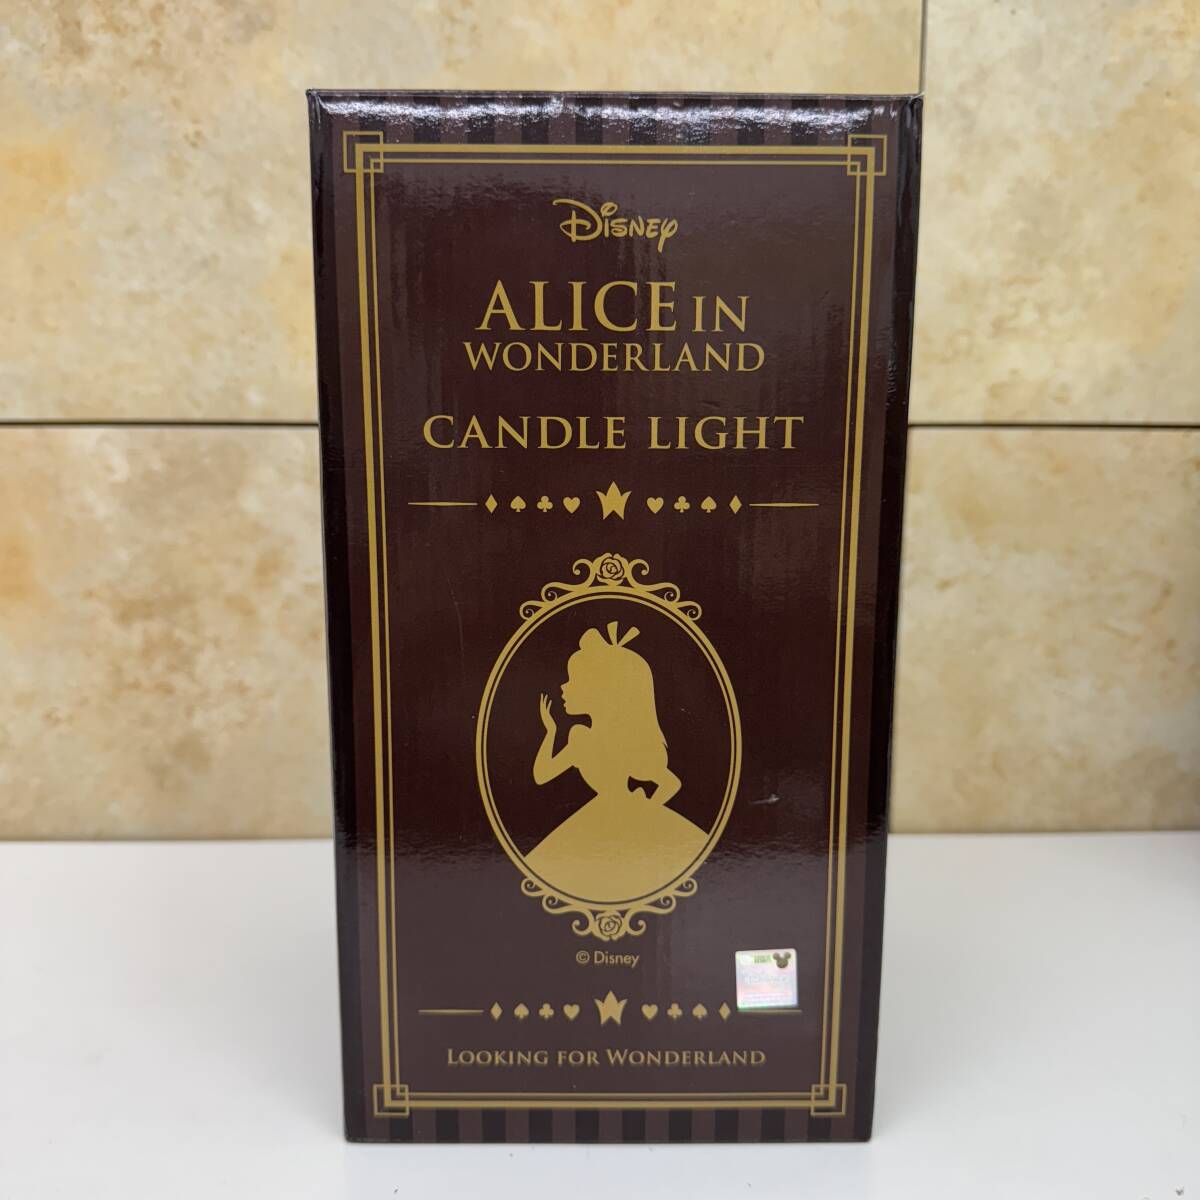 Disney
ALICE IN
WONDERLAND
CANDLE LIGHT
© Disney
LOOKING FOR WONDERLAND